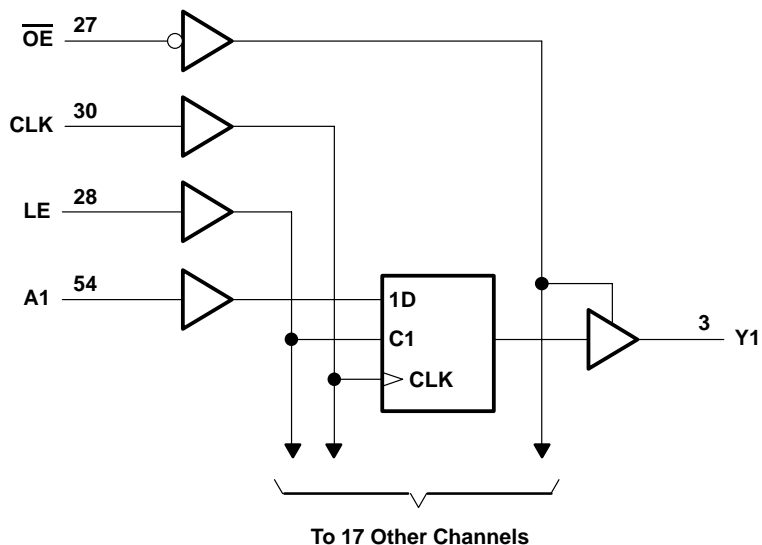 OE 27
CLK 30
LE 28
A1 54
1D
C1
CLK
3 Y1
To 17 Other Channels